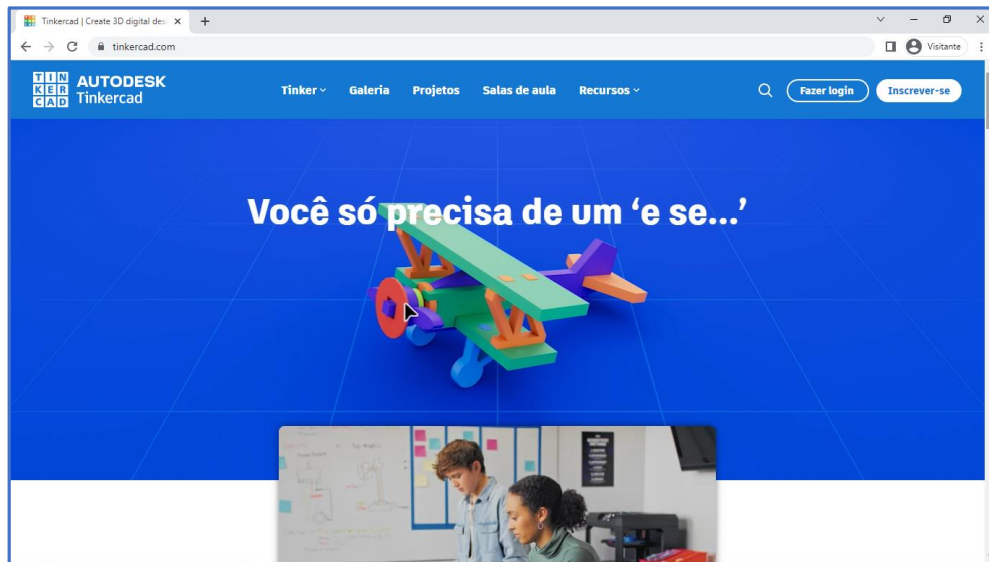 Tinkercad | Create 3D digital des
tinkercad.com
Visitante
TIN
KER
CAD
AUTODESK
Tinkercad
Tinker
Galeria
Projetos
Salas de aula
Recursos
Fazer login
Inscrever-se
Você só precisa de um ‘e se...’